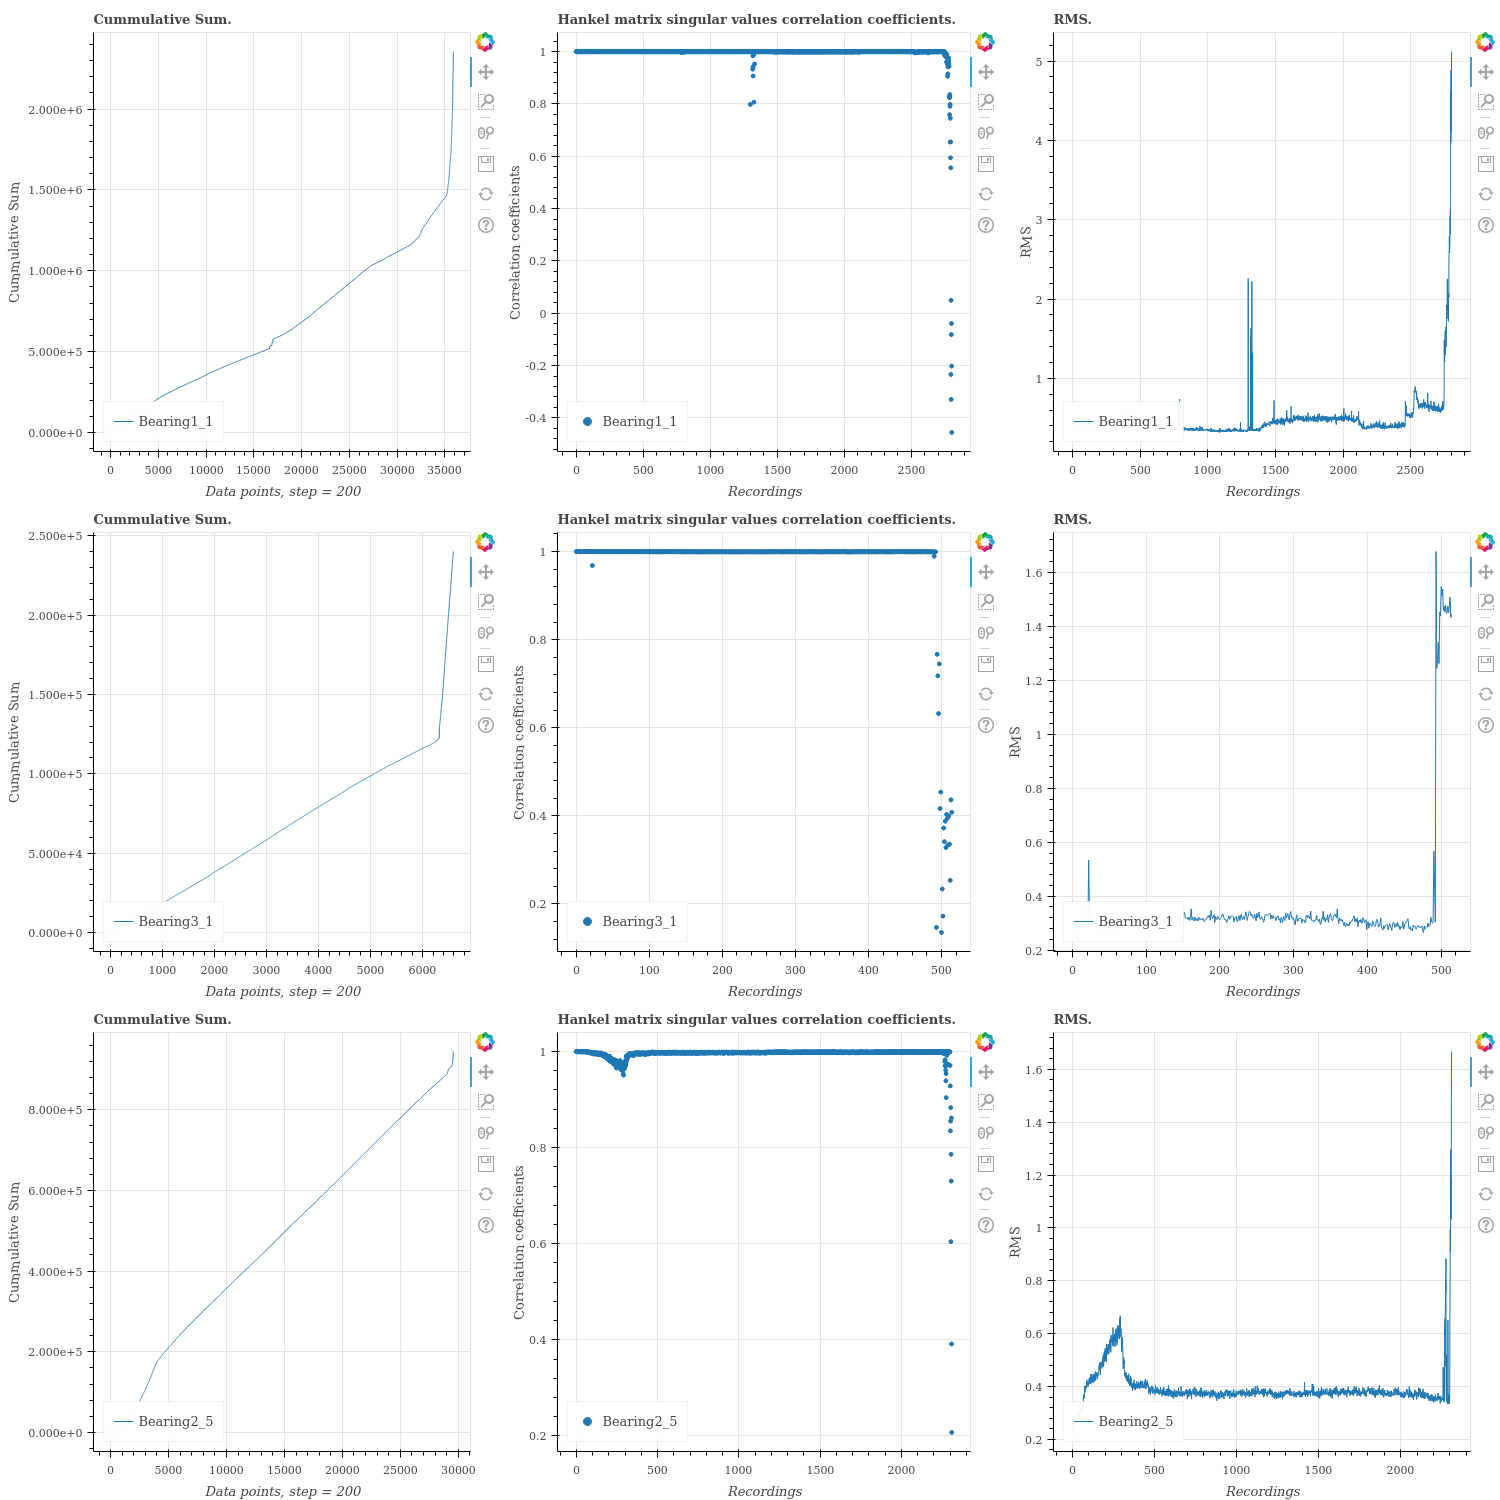 Cummulative Sum.
Cummulative Sum
2.000e+6
1.500e+6
1.000e+6
5.000e+5
0.000e+0
Bearing1_1
0 5000 10000 15000 20000 25000 30000 35000
Data points, step = 200
Hankel matrix singular values correlation coefficients.
Correlation coefficients
1
0.8
0.6
0.4
0.2
0
-0.2
-0.4
Bearing1_1
0 500 1000 1500 2000 2500
Recordings
RMS.
RMS
5
4
3
2
1
Bearing1_1
0 500 1000 1500 2000 2500
Recordings
Cummulative Sum.
Cummulative Sum
2.500e+5
2.000e+5
1.500e+5
1.000e+5
5.000e+4
0.000e+0
Bearing3_1
0 1000 2000 3000 4000 5000 6000
Data points, step = 200
Hankel matrix singular values correlation coefficients.
Correlation coefficients
1
0.8
0.6
0.4
0.2
Bearing3_1
0 100 200 300 400 500
Recordings
RMS.
RMS
1.6
1.4
1.2
1
0.8
0.6
0.4
0.2
Bearing3_1
0 100 200 300 400 500
Recordings
Cummulative Sum.
Cummulative Sum
8.000e+5
6.000e+5
4.000e+5
2.000e+5
0.000e+0
Bearing2_5
0 5000 10000 15000 20000 25000 30000
Data points, step = 200
Hankel matrix singular values correlation coefficients.
Correlation coefficients
1
0.8
0.6
0.4
0.2
Bearing2_5
0 500 1000 1500 2000
Recordings
RMS.
RMS
1.6
1.4
1.2
1
0.8
0.6
0.4
0.2
Bearing2_5
0 500 1000 1500 2000
Recordings